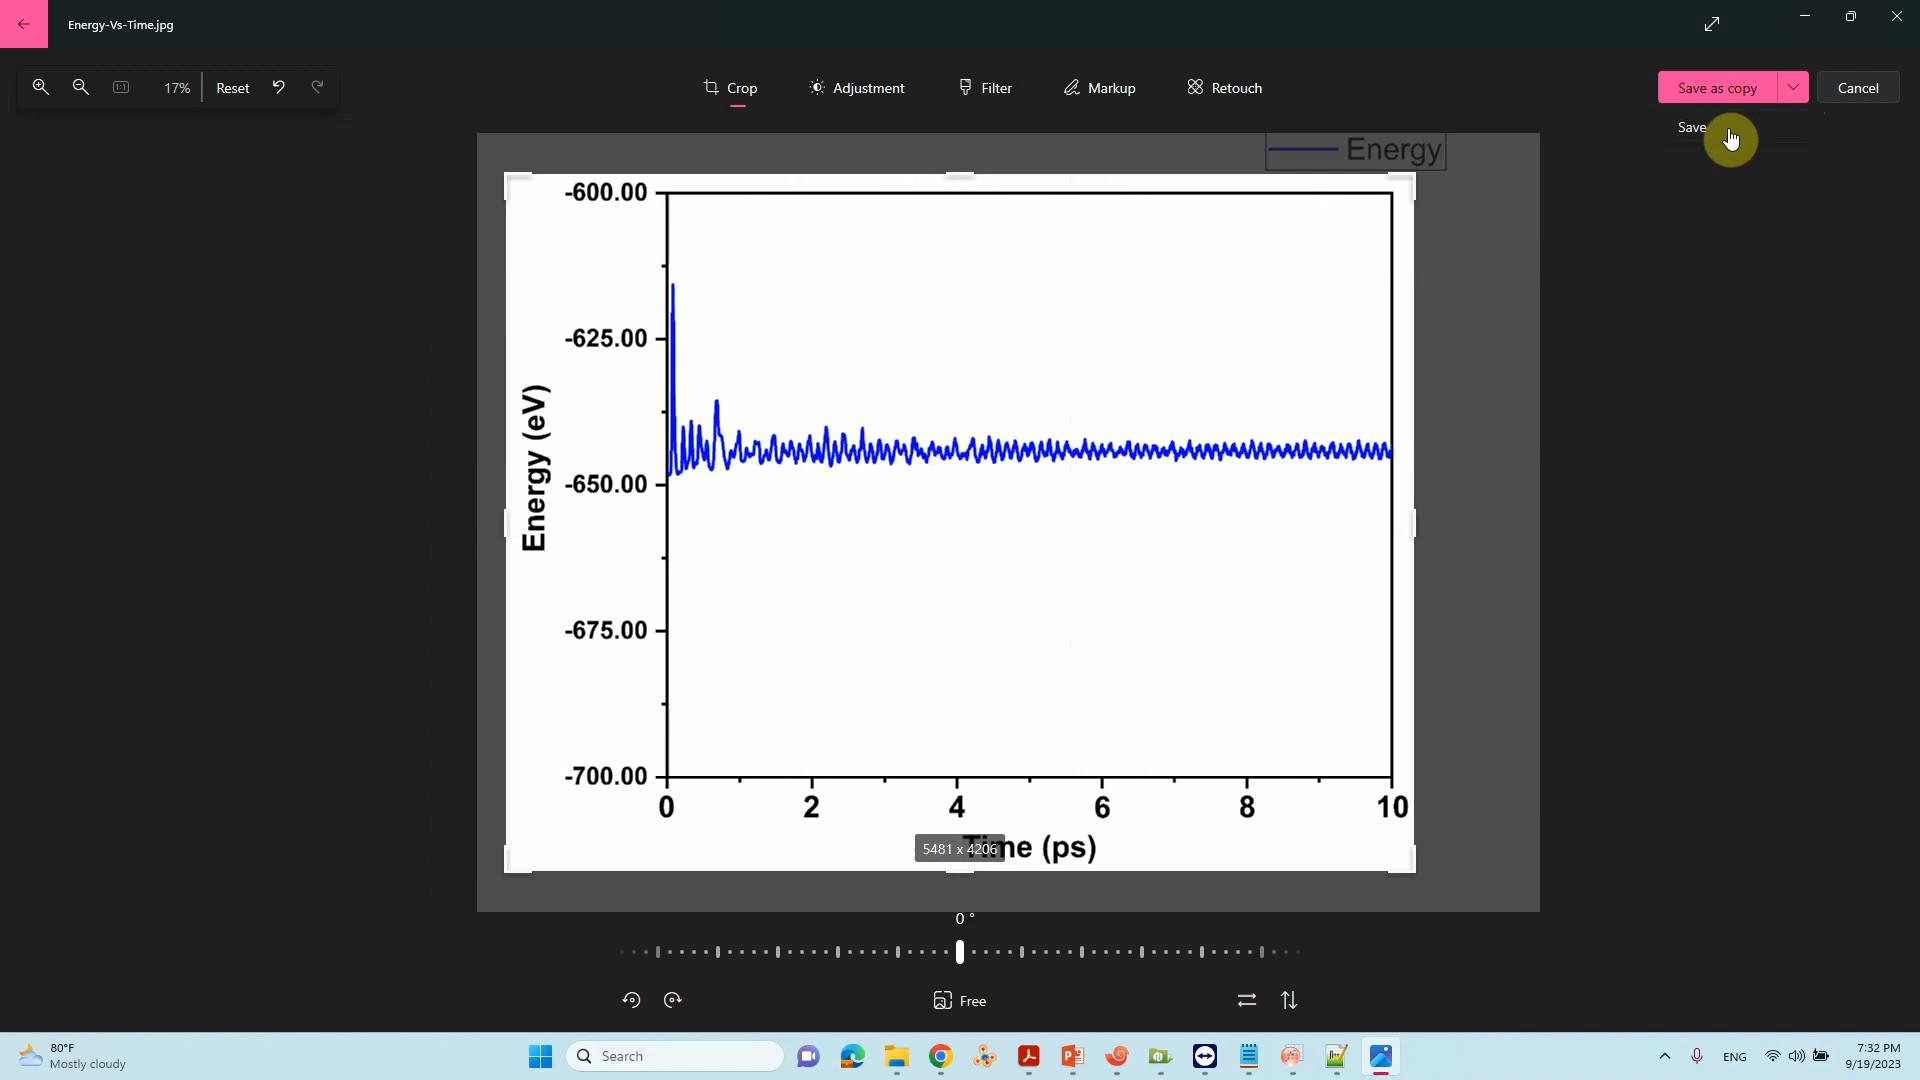 Energy-Vs-Time.jpg
17%
Reset
Crop
Adjustment
Filter
Markup
Retouch
Save as copy
Cancel
Save
Energy
-600.00
-625.00
-650.00
-675.00
-700.00
Energy (eV)
0
2
4
6
8
10
Time (ps)
5481 x 4206
0 °
Free
80°F
Mostly cloudy
Search
ENG
7:32 PM
9/19/2023